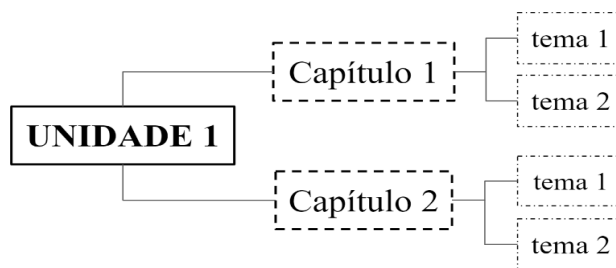 UNIDADE 1
Capítulo 1
tema 1
tema 2
Capítulo 2
tema 1
tema 2